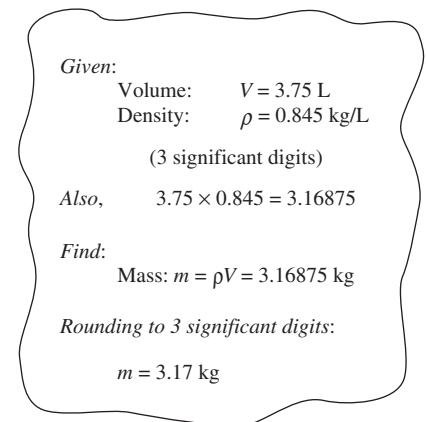 Given:
Volume: V = 3.75 L
Density: ρ = 0.845 kg/L
(3 significant digits)
Also, 3.75 × 0.845 = 3.16875
Find:
Mass: m = ρV = 3.16875 kg
Rounding to 3 significant digits:
m = 3.17 kg